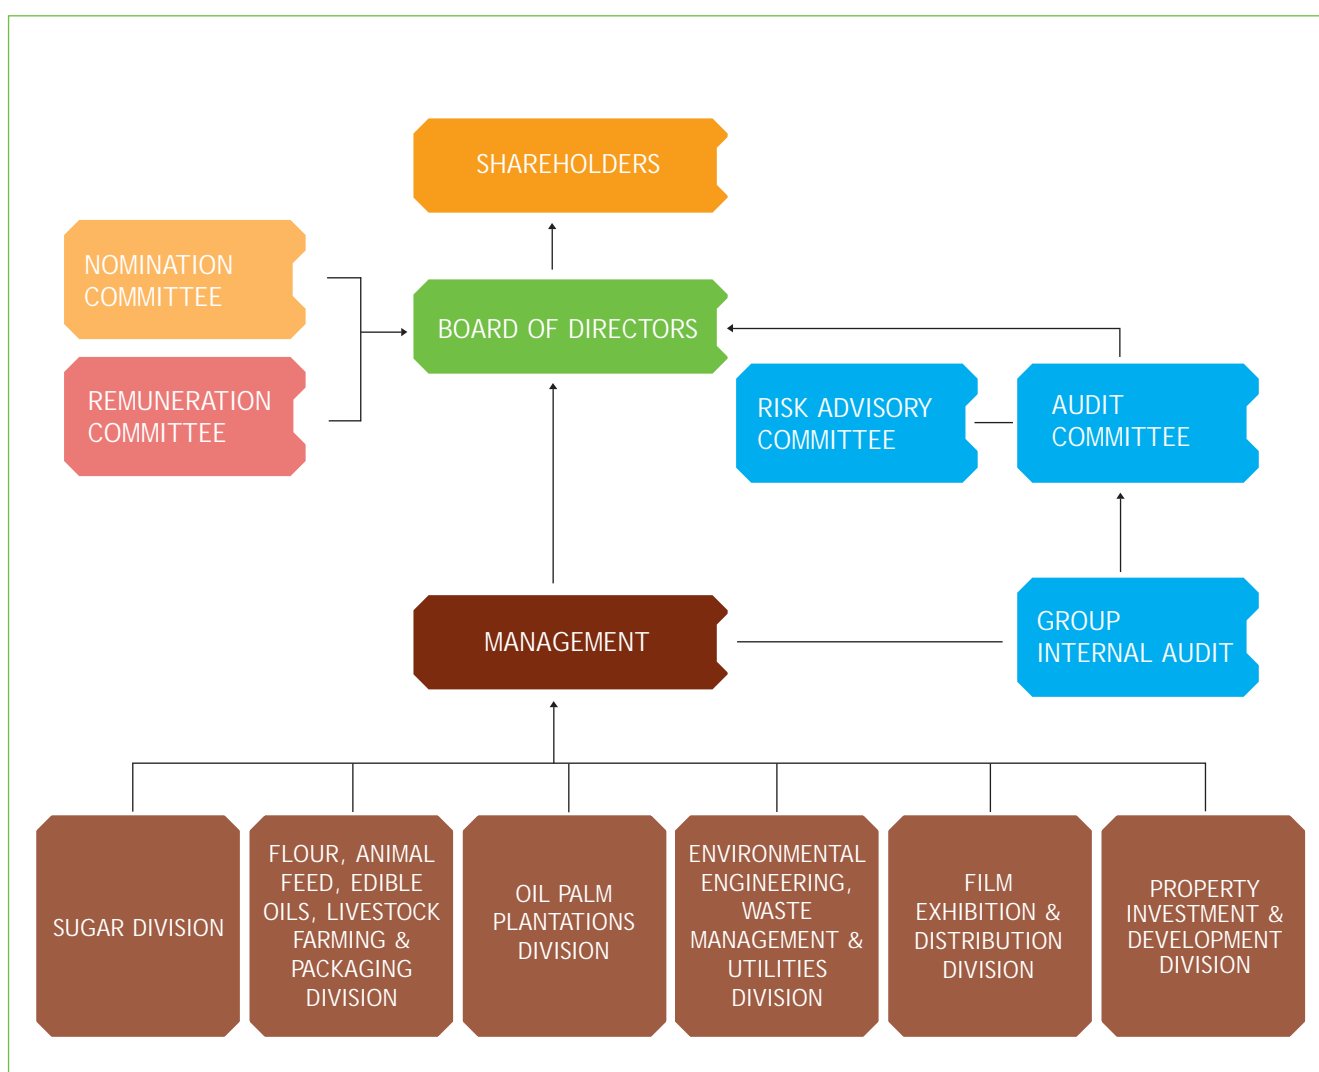 SHAREHOLDERS
NOMINATION
COMMITTEE
BOARD OF DIRECTORS
REMUNERATION
COMMITTEE
RISK ADVISORY
COMMITTEE
AUDIT
COMMITTEE
MANAGEMENT
GROUP
INTERNAL AUDIT
SUGAR DIVISION
FLOUR, ANIMAL
FEED, EDIBLE
OILS, LIVESTOCK
FARMING &
PACKAGING
DIVISION
OIL PALM
PLANTATIONS
DIVISION
ENVIRONMENTAL
ENGINEERING,
WASTE
MANAGEMENT &
UTILITIES
DIVISION
FILM
EXHIBITION &
DISTRIBUTION
DIVISION
PROPERTY
INVESTMENT &
DEVELOPMENT
DIVISION